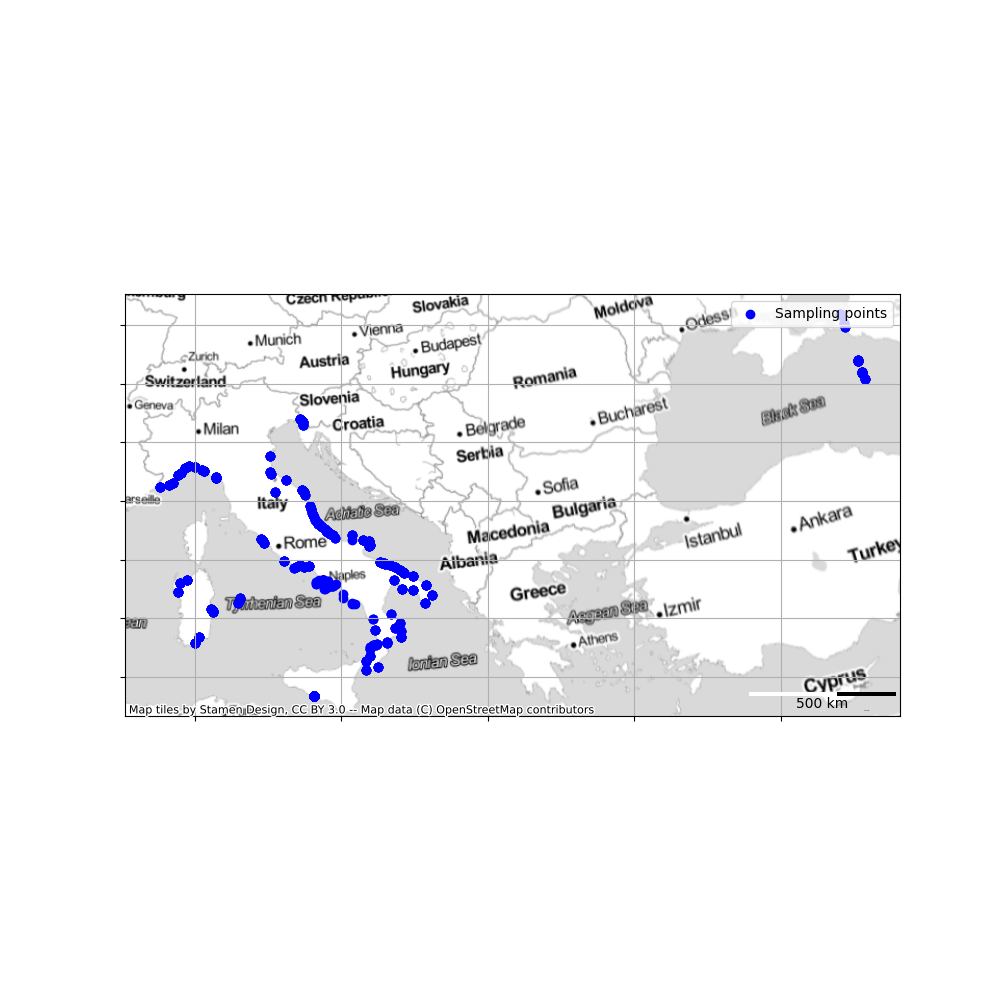 Czech Republic
Slovakia
Moldova
Sampling points
Odessa
Vienna
Munich
Budapest
Zurich
Austria
Hungary
Switzerland
Romania
Geneva
Slovenia
Black Sea
Bucharest
Milan
Croatia
Belgrade
Serbia
Sofia
Italy
Adriatic Sea
Bulgaria
Ankara
Macedonia
Istanbul
Rome
Turkey
Albania
Naples
Greece
Tyrrhenian Sea
Aegean Sea
Izmir
Athens
Ionian Sea
Cyprus
500 km
Map tiles by Stamen Design, CC BY 3.0 -- Map data (C) OpenStreetMap contributors